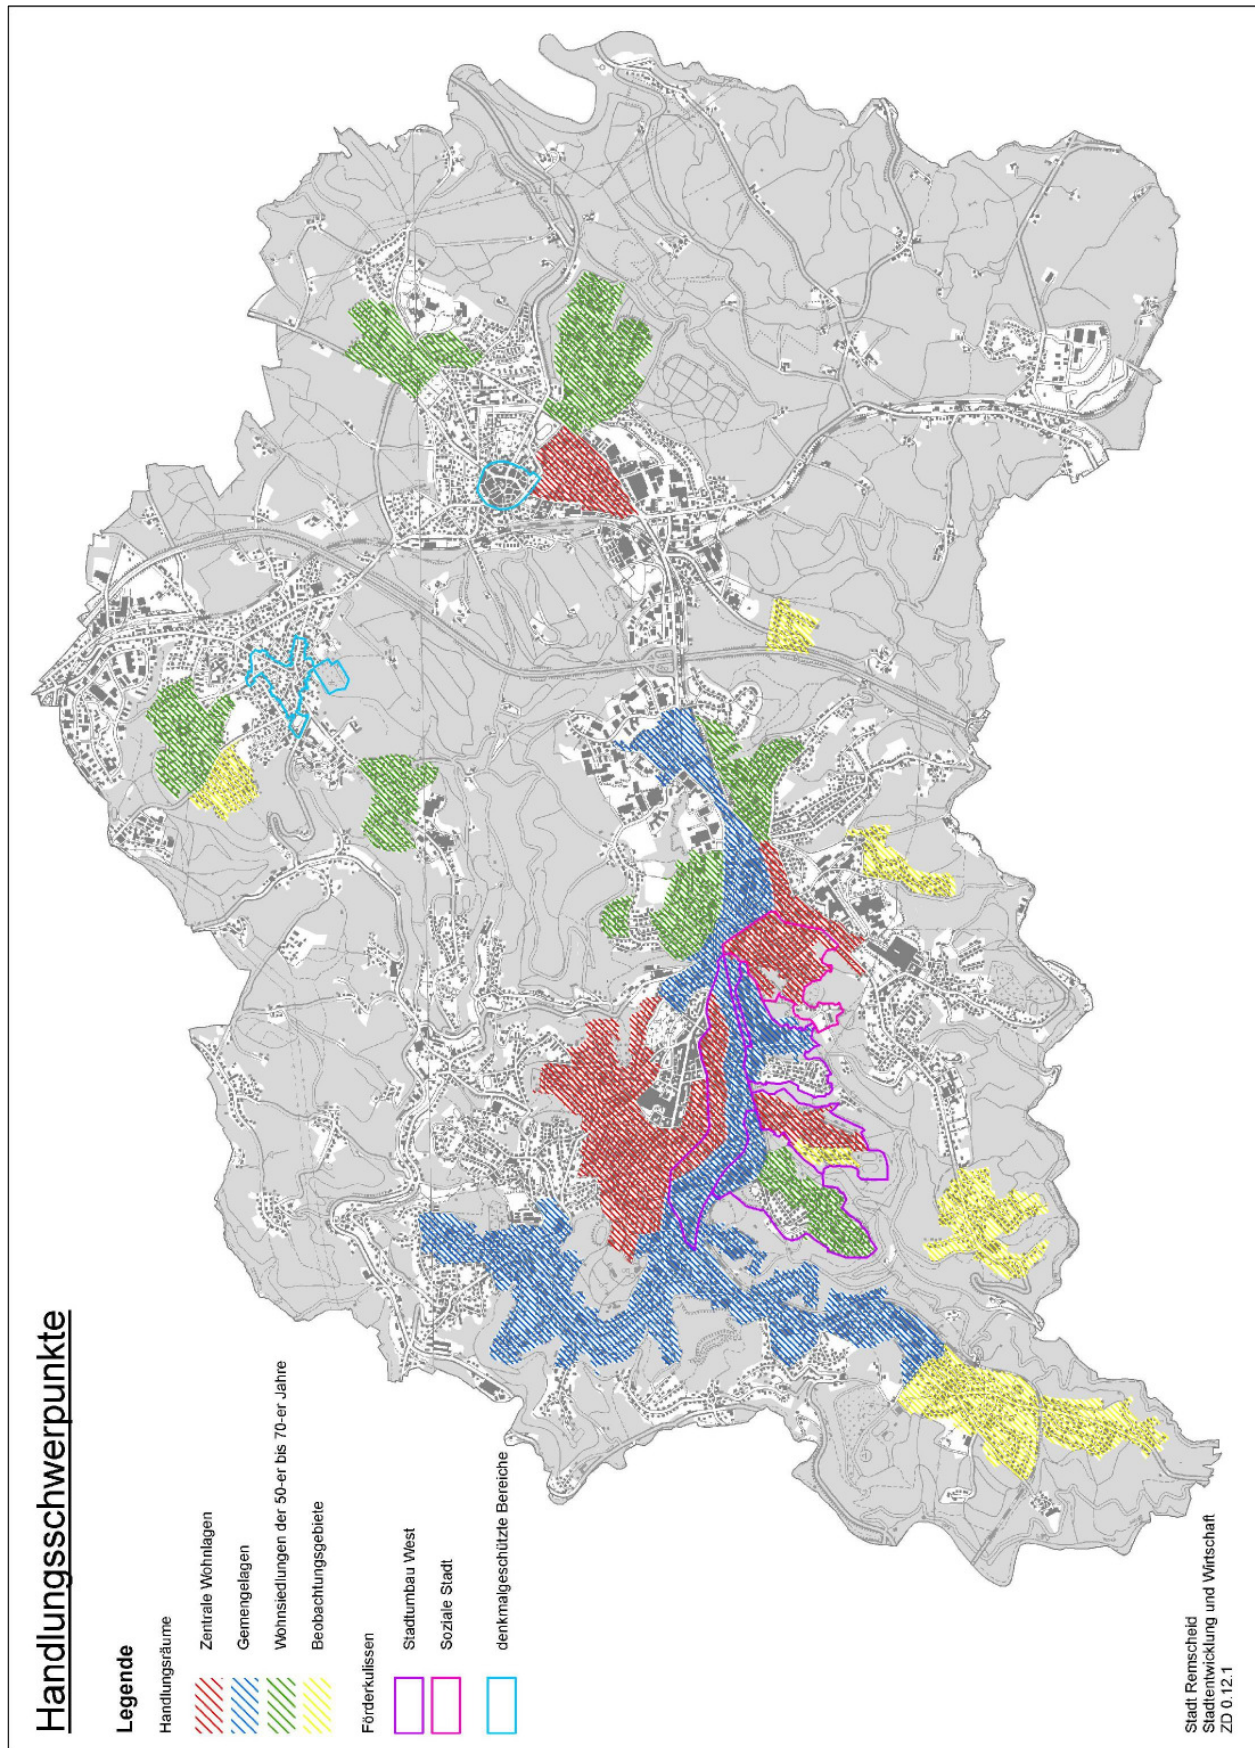 Handlungsschwerpunkte
Legende
Handlungsräume
Zentrale Wohnlagen
Gemengelagen
Wohnsiedlungen der 50-er bis 70-er Jahre
Beobachtungsgebiete
Förderkulissen
Stadtumbau West
Soziale Stadt
denkmalgeschützte Bereiche
Stadt Remscheid
Stadtentwicklung und Wirtschaft
ZD 0.12.1